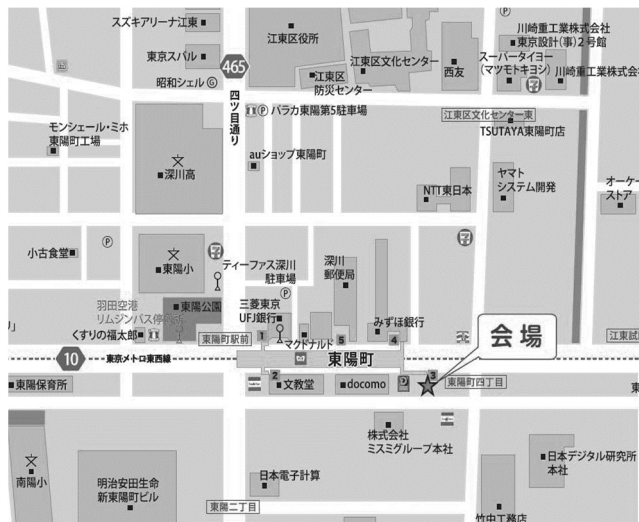 スズキアリーナ江東
東京スバル
昭和シェル
465
四ツ目通り
江東区役所
江東区
防災センター
江東区文化センター
西友
P
川崎重工業株式会社
東京設計(事)2号館
スーパータイヨー
(マツモトキヨシ)
川崎重工業株式会社
P パラカ東陽第5駐車場
江東区文化センター東
TSUTAYA東陽町店
モンシェール・ミホ
東陽町工場
文
深川高
auショップ東陽町
NTT東日本
ヤマト
システム開発
オーケー
ストア
小古食堂
P
文
東陽小
ティーファス深川
駐車場
P
深川
郵便局
羽田空港
リムジンバス停
東陽公園
三菱東京
UFJ銀行
みずほ銀行
くすりの福太郎
東陽町駅前
1
マクドナルド
5
4
会場
江東試
10
東京メトロ東西線
東陽町
東陽保育所
2
文教堂
docomo
3
東陽町四丁目
東
株式会社
ミスミグループ本社
文
南陽小
明治安田生命
新東陽町ビル
日本電子計算
日本デジタル研究所
本社
東陽二丁目
竹中工務店